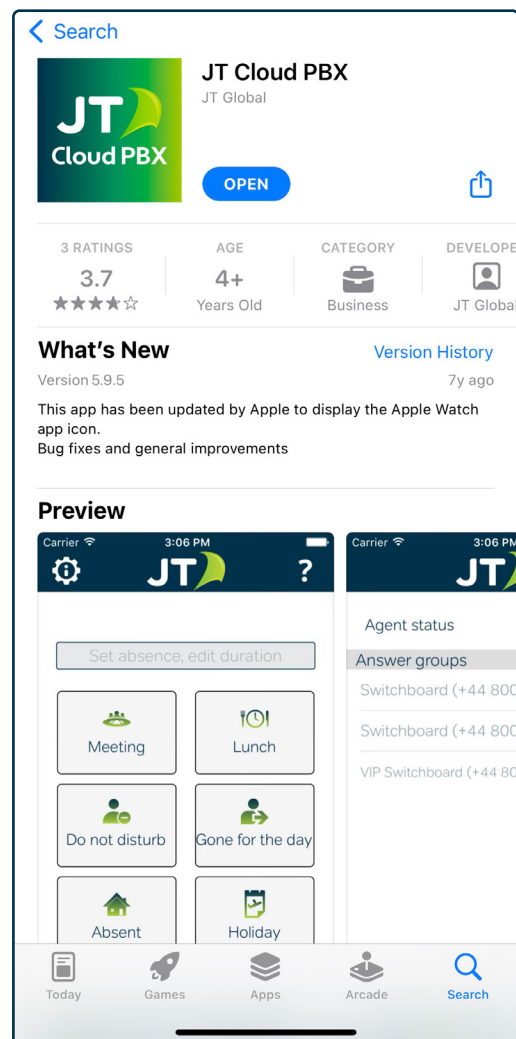 Search
JT
Cloud PBX
JT Cloud PBX
JT Global
OPEN
3 RATINGS
3.7
AGE
4+
Years Old
CATEGORY
Business
DEVELOPE
JT Global
What's New
Version History
Version 5.9.5
7y ago
This app has been updated by Apple to display the Apple Watch
app icon.
Bug fixes and general improvements
Preview
Carrier
3:06 PM
JT
?
Set absence, edit duration
Meeting
Lunch
Do not disturb
Gone for the day
Absent
Holiday
Carrier
3:06 PM
JT
Agent status
Answer groups
Switchboard (+44 800
Switchboard (+44 800
VIP Switchboard (+44 80
Today
Games
Apps
Arcade
Search